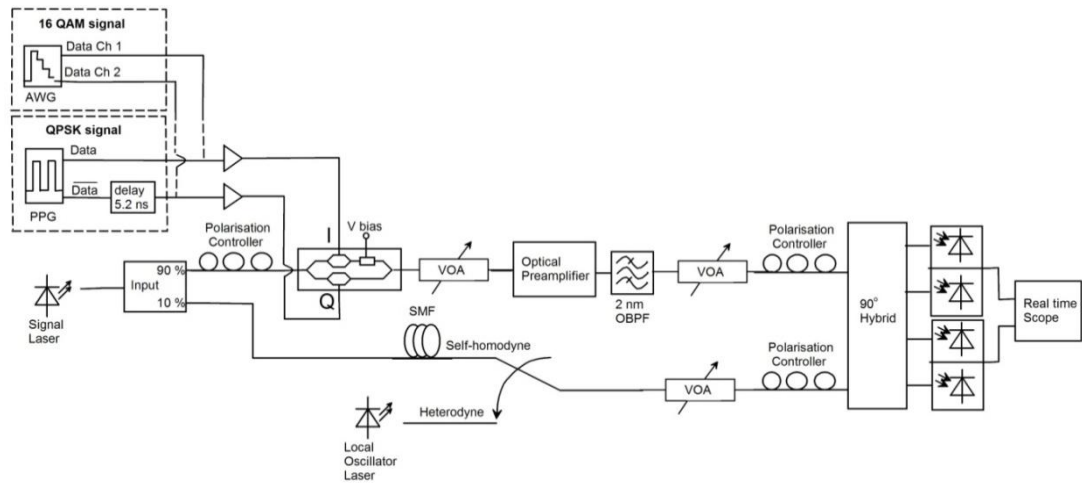 16 QAM signal
Data Ch 1
Data Ch 2
AWG
QPSK signal
Data
Data
delay
5.2 ns
PPG
Polarisation
Controller
I
V bias
Q
90 %
Input
10 %
Signal
Laser
VOA
Optical
Preamplifier
2 nm
OBPF
VOA
Polarisation
Controller
90° Hybrid
Real time
Scope
SMF
Self-homodyne
Heterodyne
Local
Oscillator
Laser
VOA
Polarisation
Controller